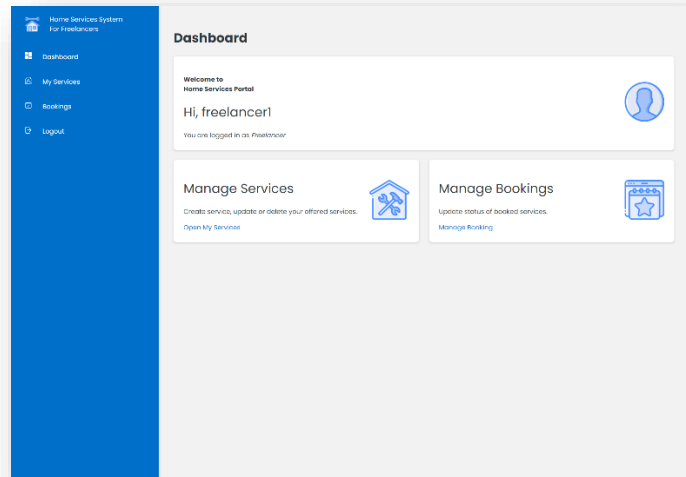 Home Services System
For Freelancers
Dashboard
My Services
Bookings
Logout
Dashboard
Welcome to
Home Services Portal
Hi, freelancer1
You are logged in as Freelancer
Manage Services
Create service, update or delete your offered services.
Open My Services
Manage Bookings
Update status of booked services.
Manage Booking